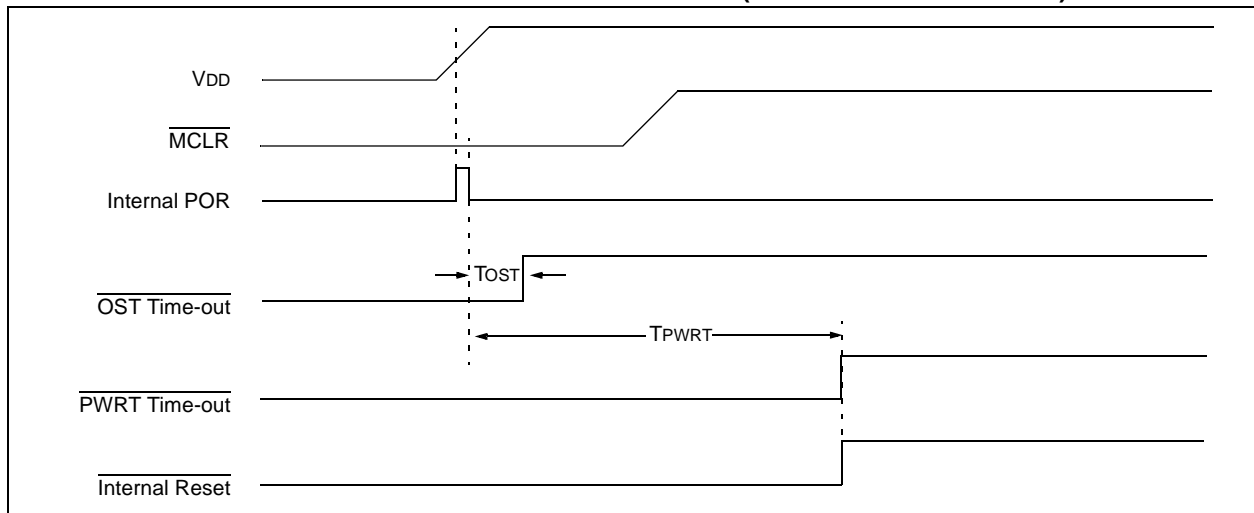 VDD
MCLR
Internal POR
TOST
OST Time-out
TPWRT
PWRT Time-out
Internal Reset